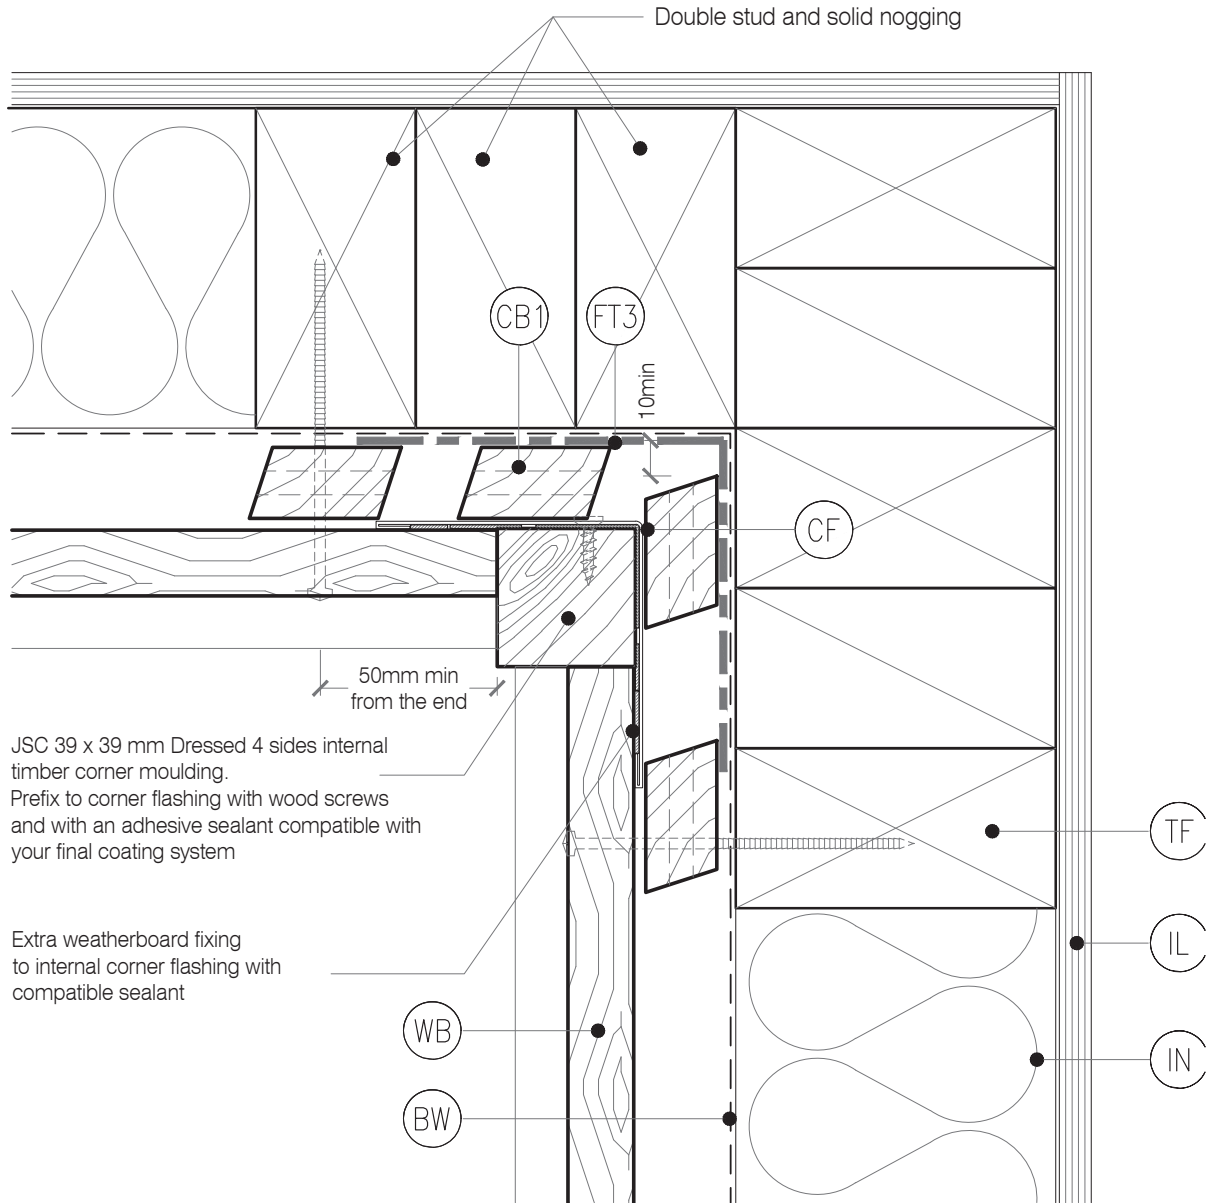 Double stud and solid nogging
CB1
FT3
10min
CF
50mm min
from the end
JSC 39 x 39 mm Dressed 4 sides internal
timber corner moulding.
Prefix to corner flashing with wood screws
and with an adhesive sealant compatible with
your final coating system
TF
Extra weatherboard fixing
to internal corner flashing with
compatible sealant
IL
WB
IN
BW